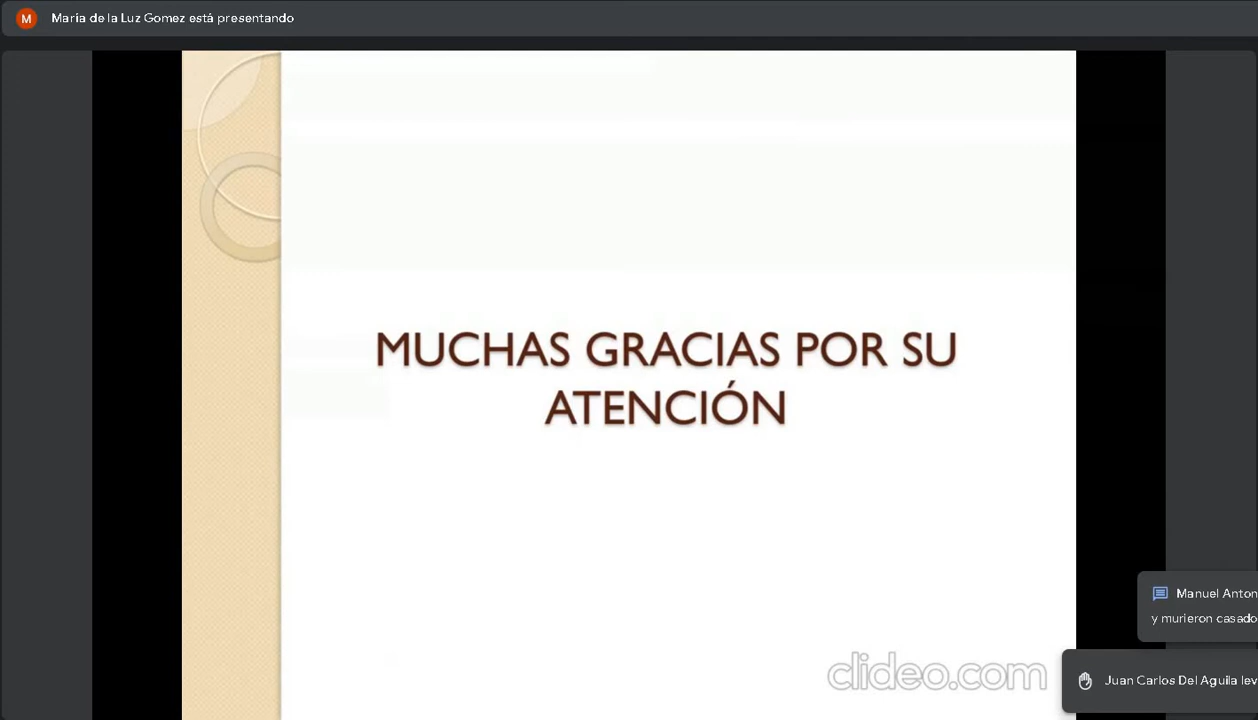 M
Maria de la Luz Gomez está presentando
MUCHAS GRACIAS POR SU
ATENCIÓN
Manuel Anton
y murieron casado
clideo.com
Juan Carlos Del Aguila lev